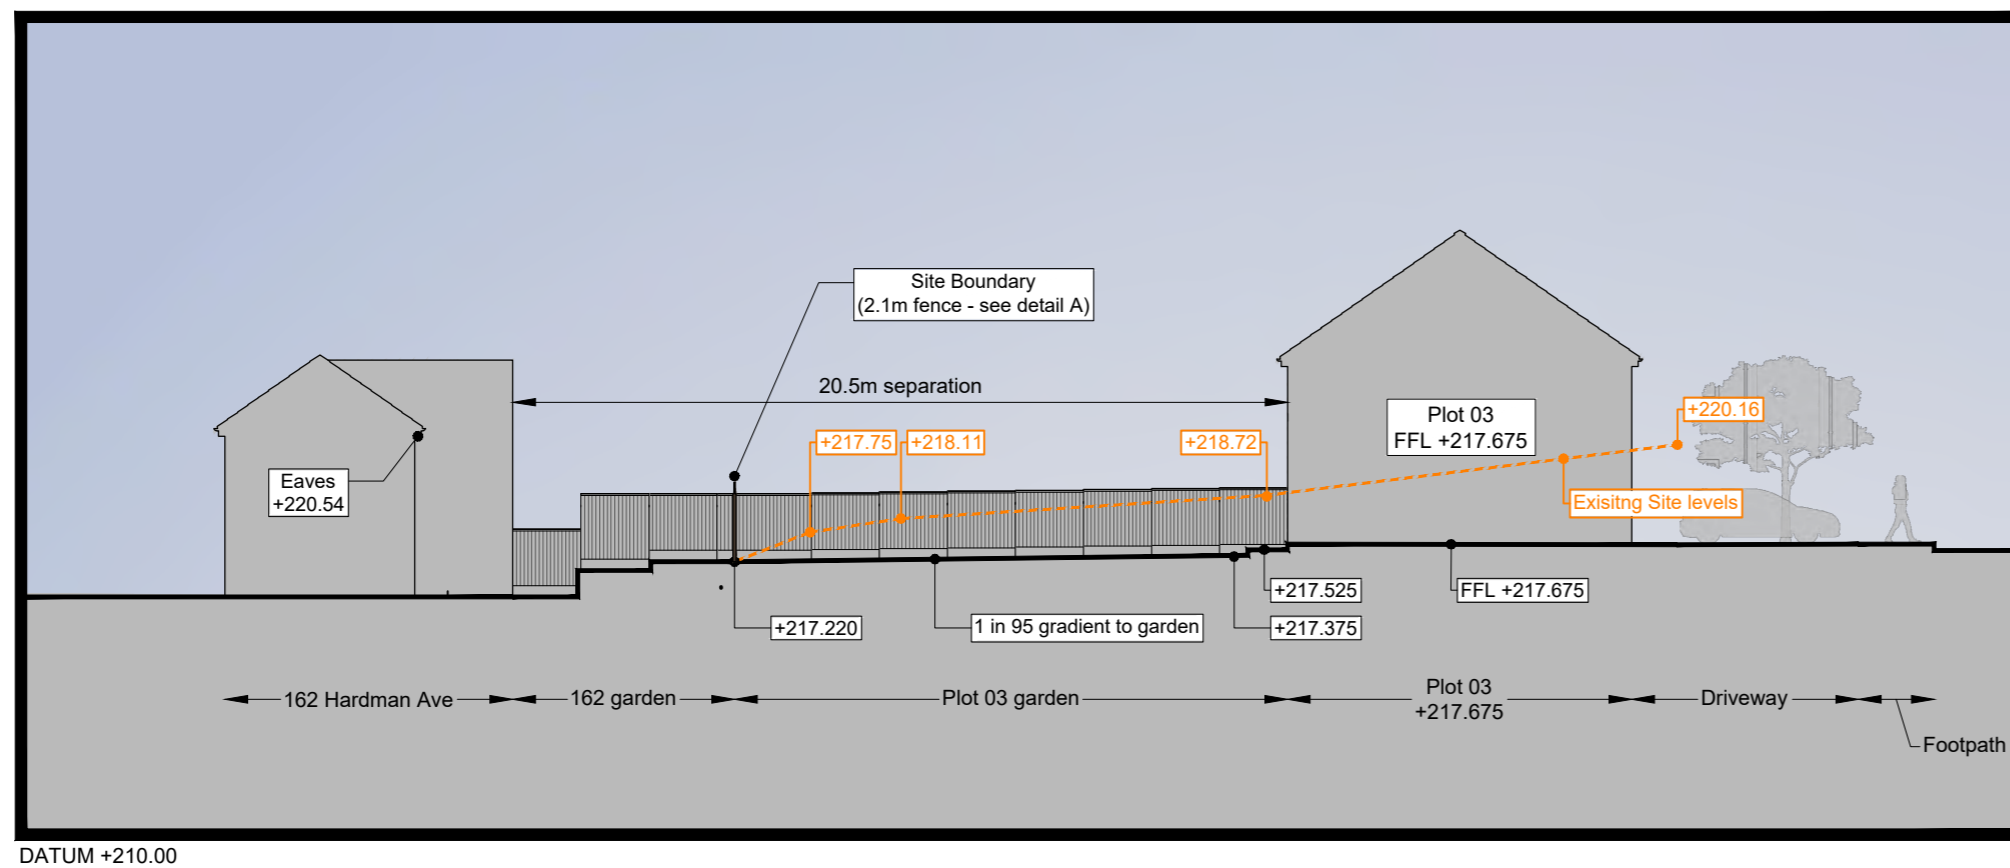 Site Boundary
(2.1m fence - see detail A)
20.5m separation
Plot 03
FFL +217.675
+220.16
+217.75
+218.11
+218.72
Eaves
+220.54
Exisitng Site levels
+217.525
FFL +217.675
+217.220
1 in 95 gradient to garden
+217.375
162 Hardman Ave
162 garden
Plot 03 garden
Plot 03
+217.675
Driveway
Footpath
DATUM +210.00